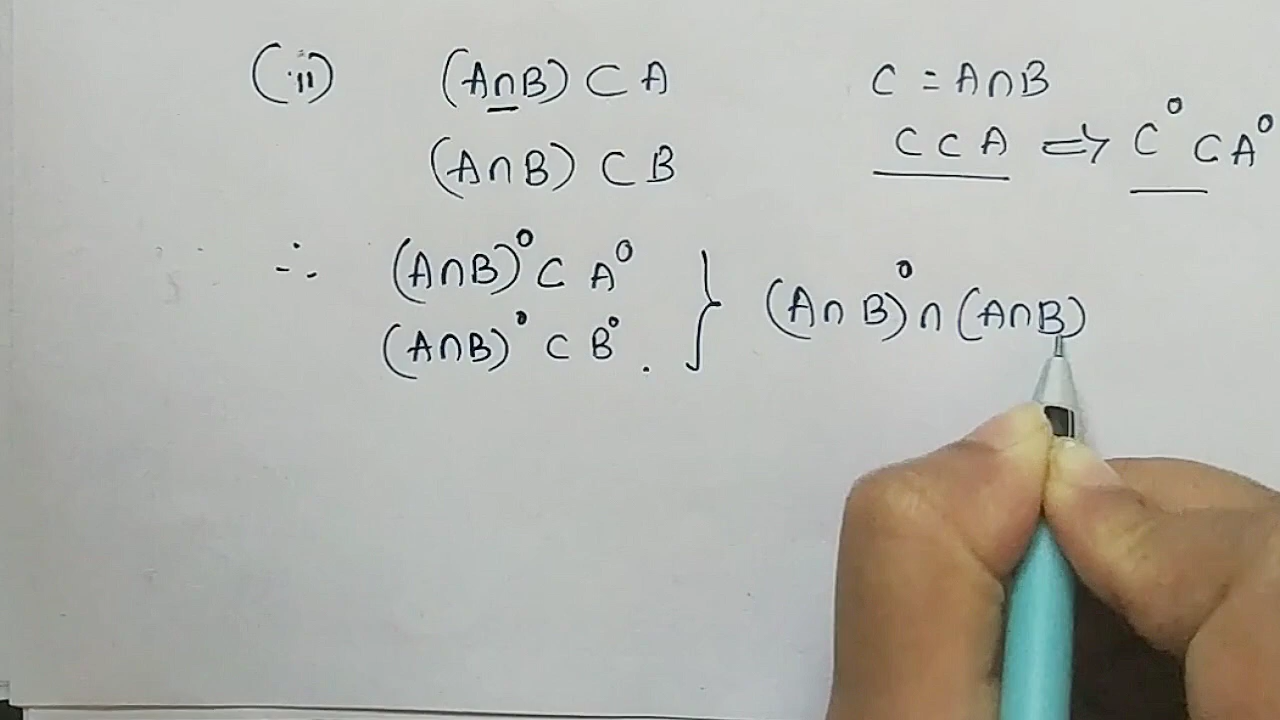 (ii) (A∩B) ⊂ A C = A∩B
(A∩B) ⊂ B C ⊂ A ⇒ C° ⊂ A°
∴ (A∩B)° ⊂ A°
(A∩B)° ⊂ B° . } (A∩B)° ∩ (A∩B)